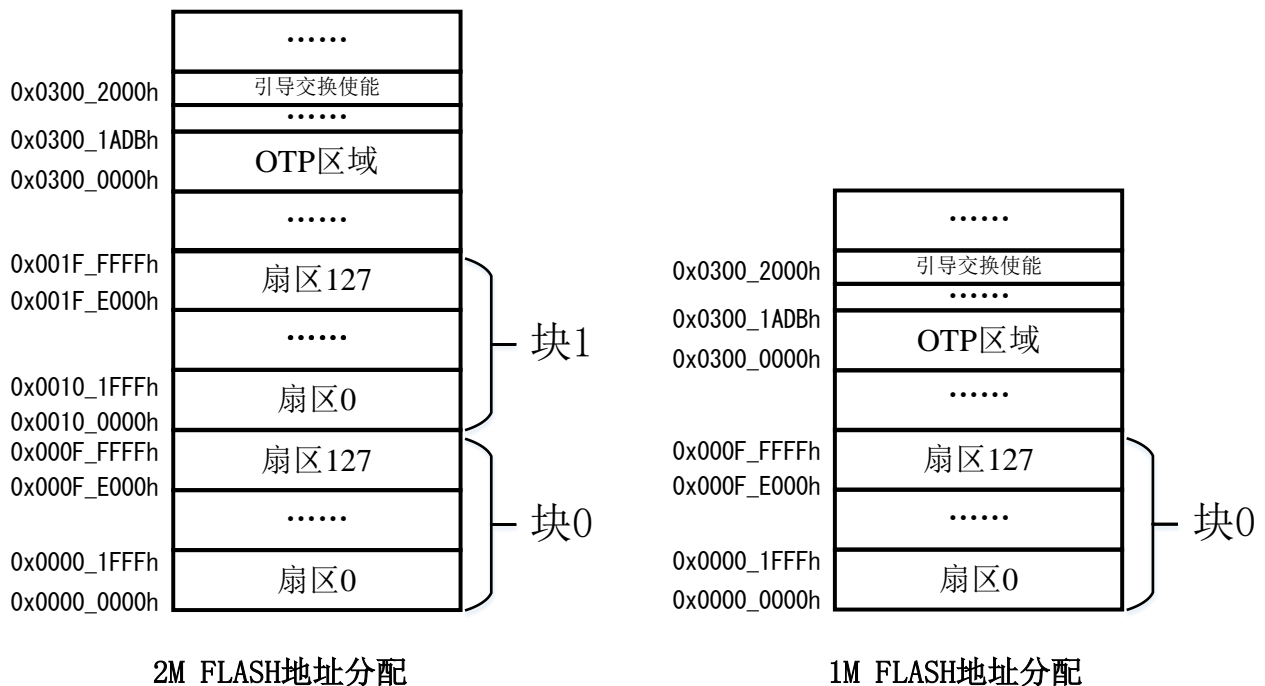 ……
0x0300_2000h
引导交换使能
……
0x0300_1ADBh
OTP区域
0x0300_0000h
……
0x001F_FFFFh
扇区127
0x001F_E000h
……
块1
0x0010_1FFFh
扇区0
0x0010_0000h
0x000F_FFFFh
扇区127
0x000F_E000h
……
块0
0x0000_1FFFh
扇区0
0x0000_0000h
2M FLASH地址分配
……
0x0300_2000h
引导交换使能
……
0x0300_1ADBh
OTP区域
0x0300_0000h
……
0x000F_FFFFh
扇区127
0x000F_E000h
……
块0
0x0000_1FFFh
扇区0
0x0000_0000h
1M FLASH地址分配